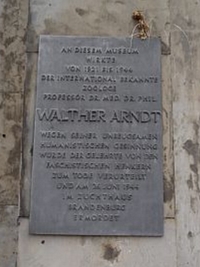 AN DIESEM MUSEUM
WIRKTE
VON 1921 BIS 1944
DER INTERNATIONAL BEKANNTE
ZOOLOGE
PROFESSOR DR. MED. DR. PHIL.
WALTHER ARNDT
WEGEN SEINER UNBEUGSAMEN
HUMANISTISCHEN GESINNUNG
WURDE DER GELEHRTE VON DEN
FASCHISTISCHEN HENKERN
ZUM TODE VERURTEILT
UND AM 26. JUNI 1944
IM ZUCHTHAUS
BRANDENBURG
ERMORDET